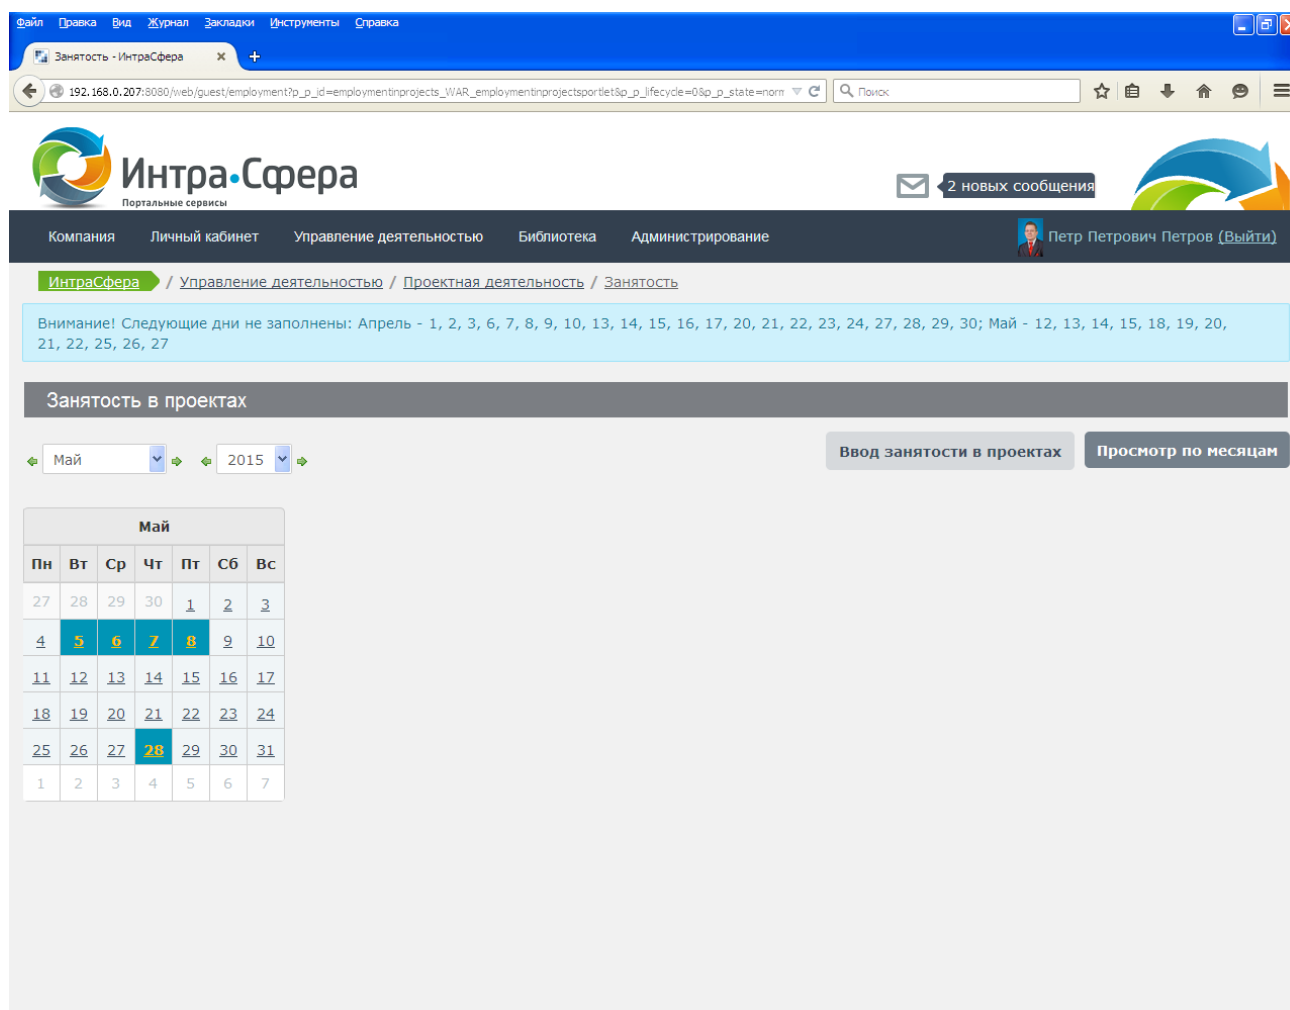 Файл Правка Вид Журнал Закладки Инструменты Справка
Занятость - ИнтраСфера
192.168.0.207:8080/web/guest/employment?p_p_id=employmentinprojects_WAR_employmentinprojectsportlet&p_p_lifecycle=0&p_p_state=norm
Поиск
Интра•Сфера
Портальные сервисы
2 новых сообщения
Компания Личный кабинет Управление деятельностью Библиотека Администрирование Петр Петрович Петров (Выйти)
ИнтраСфера / Управление деятельностью / Проектная деятельность / Занятость
Внимание! Следующие дни не заполнены: Апрель - 1, 2, 3, 6, 7, 8, 9, 10, 13, 14, 15, 16, 17, 20, 21, 22, 23, 24, 27, 28, 29, 30; Май - 12, 13, 14, 15, 18, 19, 20,
21, 22, 25, 26, 27
Занятость в проектах
Май 2015 Ввод занятости в проектах Просмотр по месяцам
Май
Пн Вт Ср Чт Пт Сб Вс
27 28 29 30 1 2 3
4 5 6 7 8 9 10
11 12 13 14 15 16 17
18 19 20 21 22 23 24
25 26 27 28 29 30 31
1 2 3 4 5 6 7